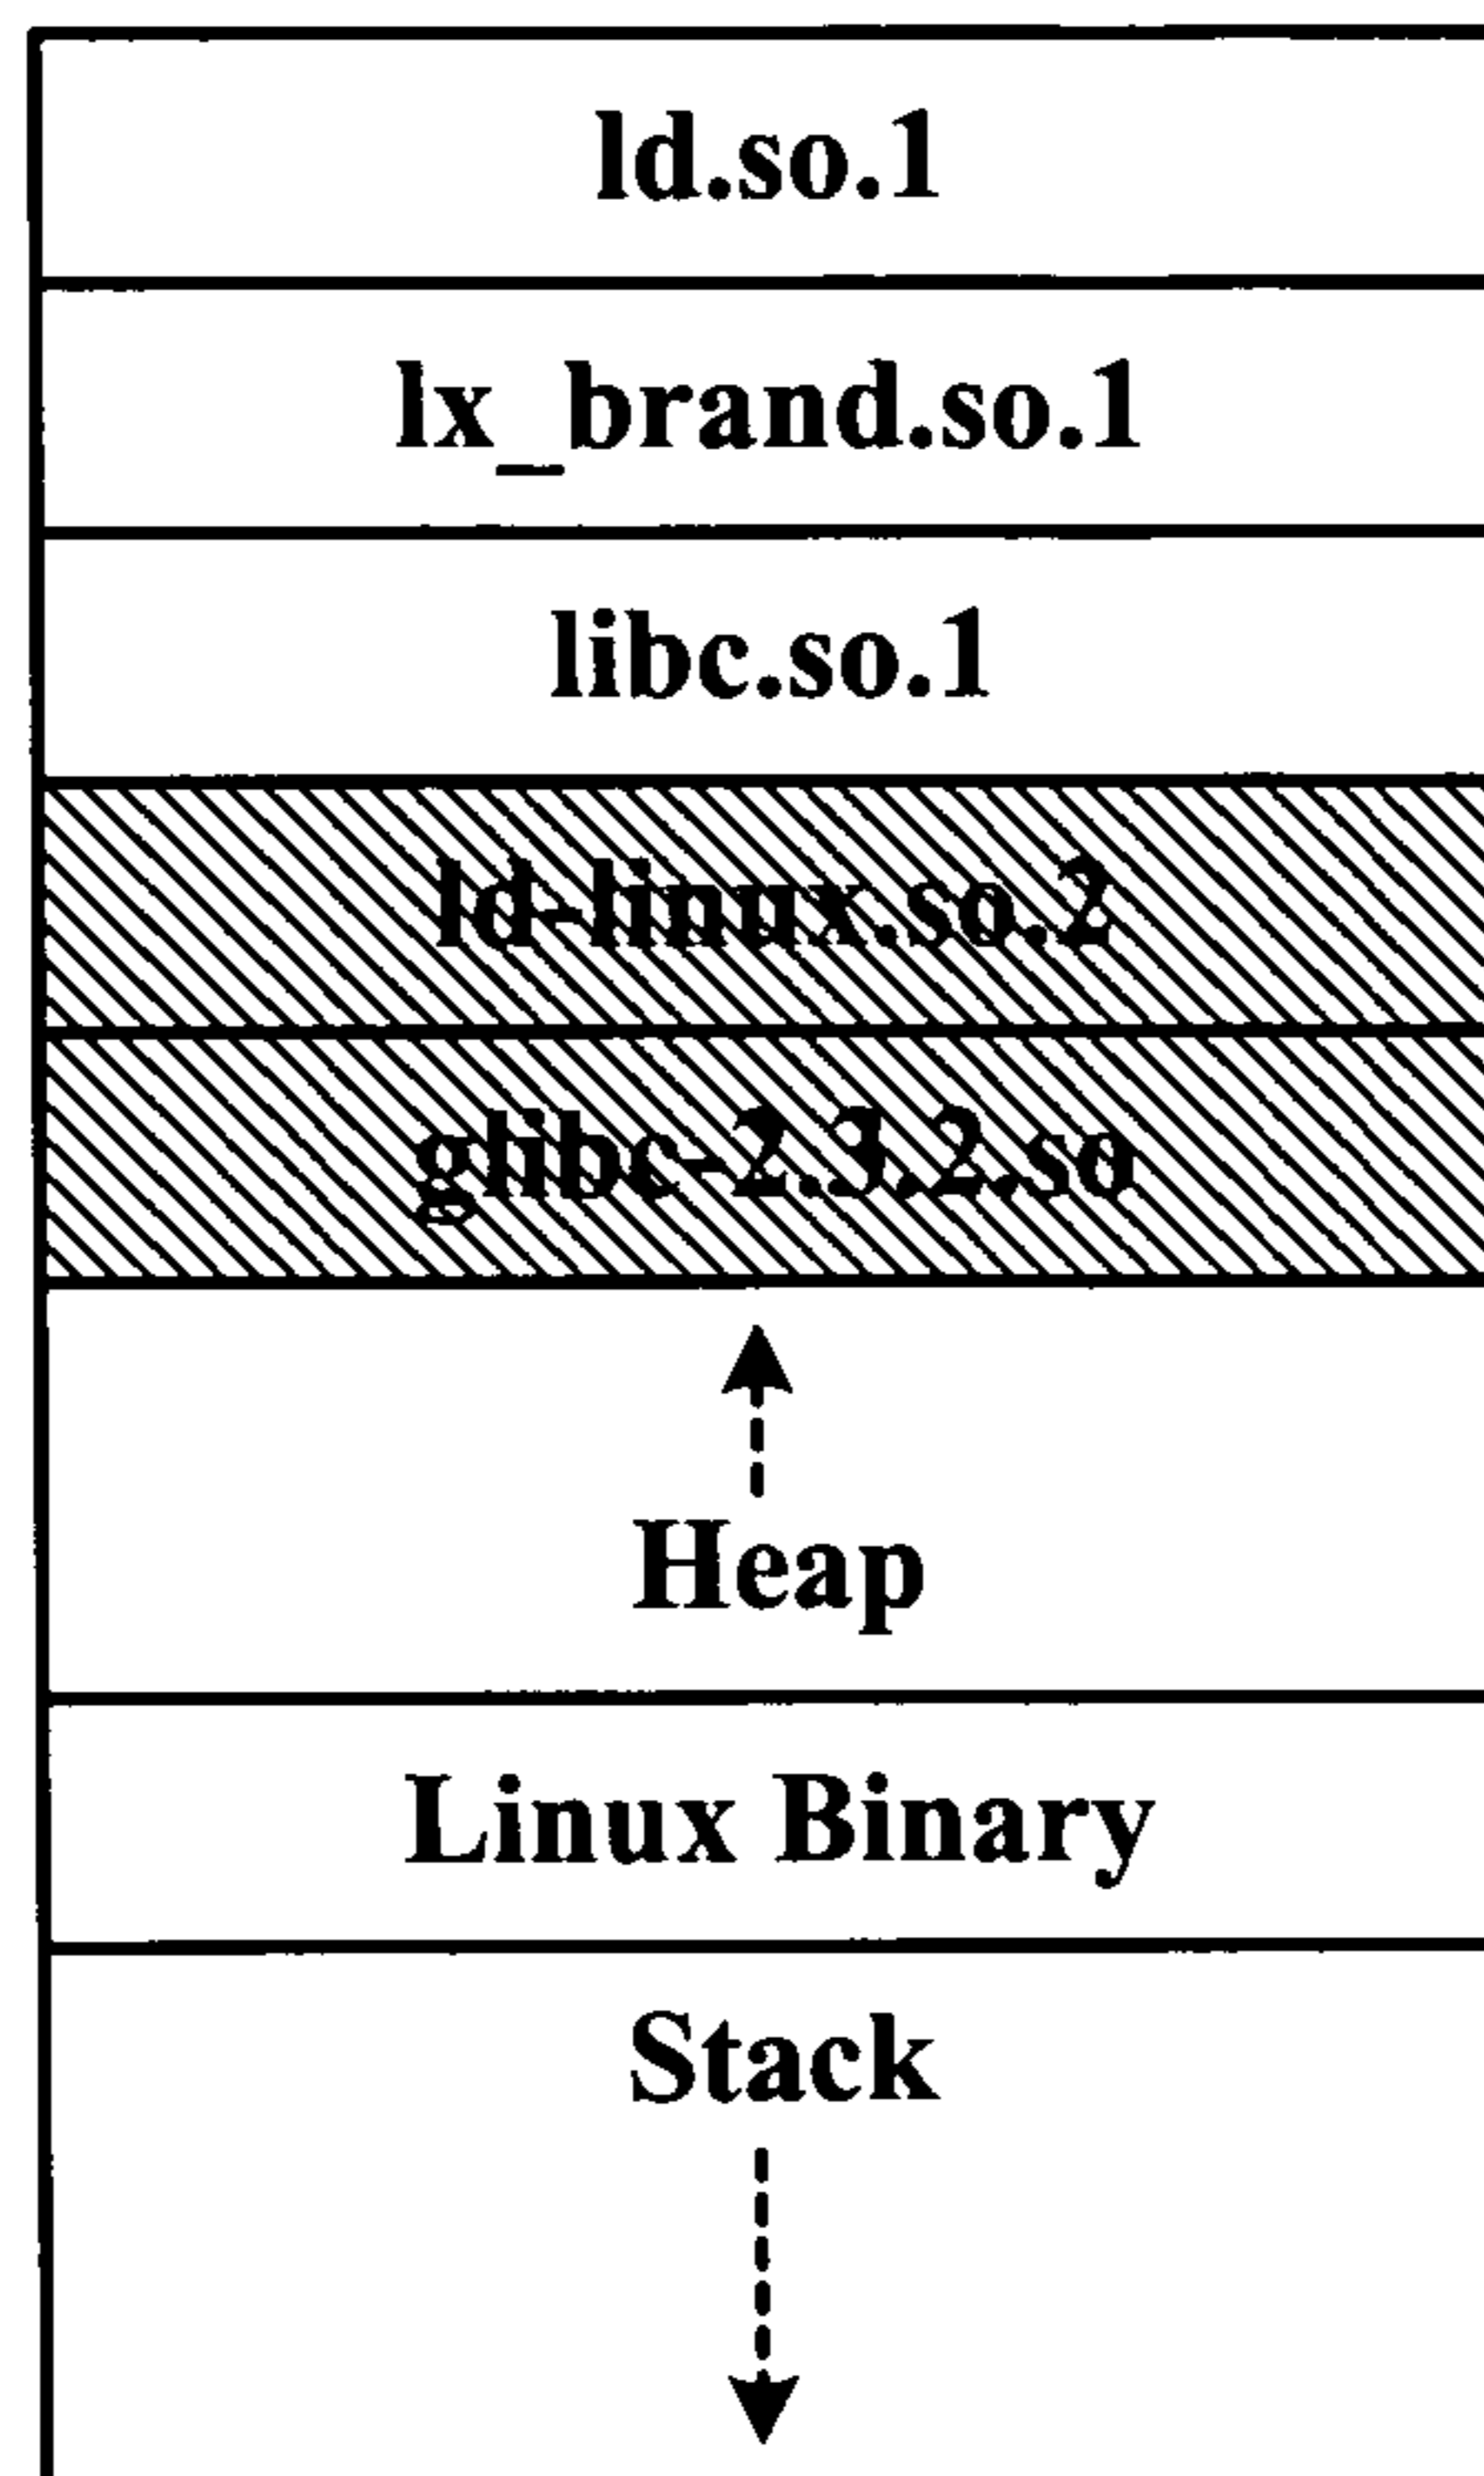 ld.so.1
lx_brand.so.1
libc.so.1
ld-linux.so.2
glibc-2.3.2.so
Heap
Linux Binary
Stack